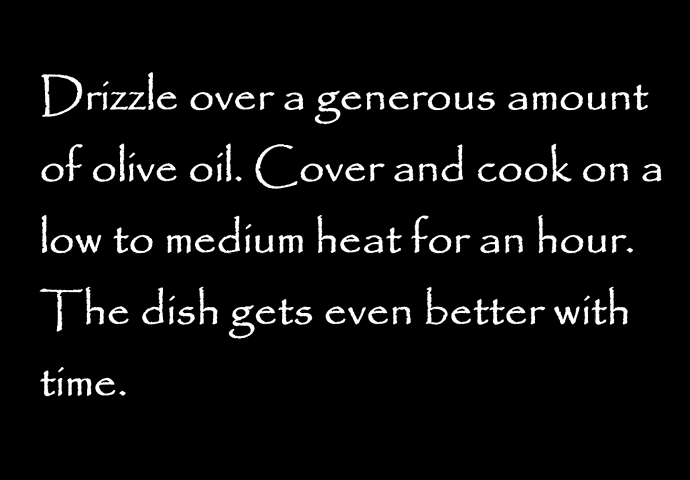 Drizzle over a generous amount
of olive oil. Cover and cook on a
low to medium heat for an hour.
The dish gets even better with
time.